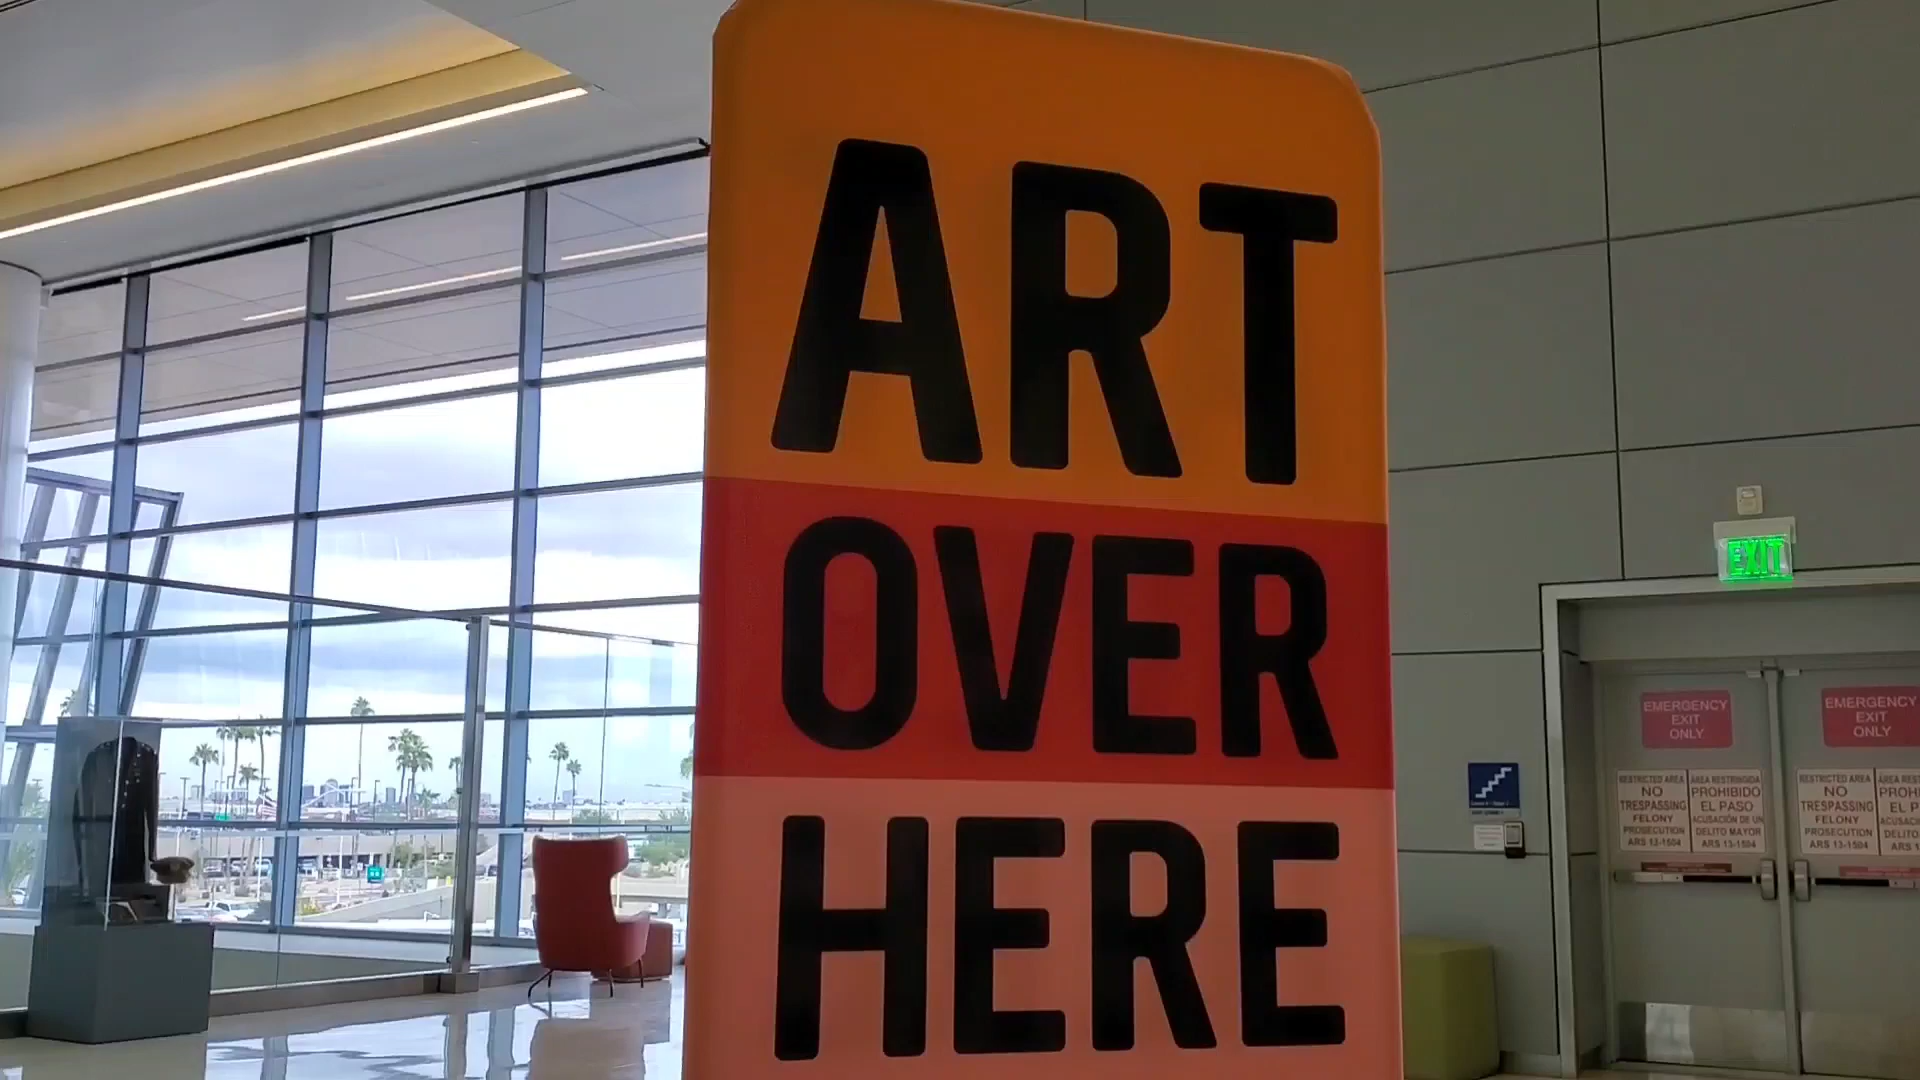 ART
OVER
HERE
EXIT
EMERGENCY
EXIT
ONLY
EMERGENCY
EXIT
ONLY
RESTRICTED AREA
NO
TRESPASSING
FELONY
PROSECUTION
ARS 13-1504
ÁREA RESTRINGIDA
PROHIBIDO
EL PASO
ACUSACIÓN DE UN
DELITO MAYOR
ARS 13-1504
RESTRICTED AREA
NO
TRESPASSING
FELONY
PROSECUTION
ARS 13-1504